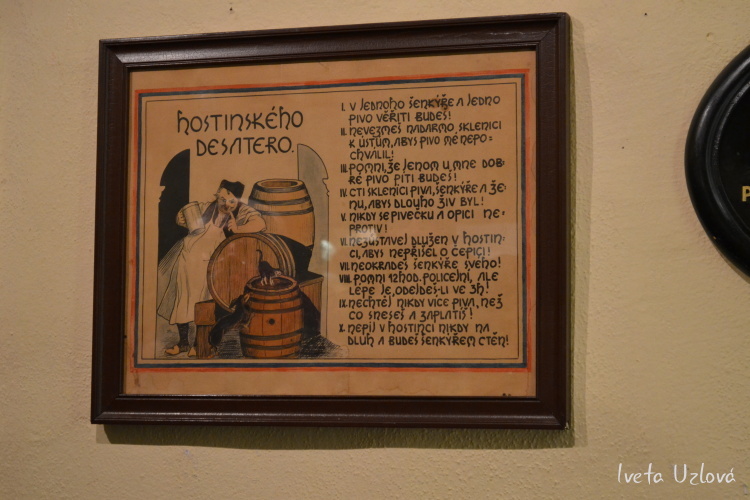 HOSTINSKÉHO
DESATERO.
I. V JEDNOHO ŠENKÝŘE A JEDNO
PIVO VĚŘITI BUDEŠ!
II. NEVEZMEŠ NADARMO SKLENICI
K ÚSTŮM, ABYS PIVO MÉ NEPO=
CHVÁLIL!
III. POMNI, ŽE JENOM U MNE DOB=
RÉ PIVO PÍTI BUDEŠ!
IV. CTI SKLENICI PIVA, ŠENKÝŘE A ŽE=
NU, ABYS DLOUHO ŽIV BYL!
V. NIKDY SE PIVEČKU A OPICI NE=
PROTIV!
VI. NEZŮSTAVEJ DLUŽEN V HOSTIN=
CI, ABYS NEPŘIŠEL O ČEPICI!
VII. NEOKRADEŠ ŠENKÝŘE SVÉHO!
VIII. POMNI 12HOD. POLICEJNÍ, ALE
LÉPE JE, ODEJDEŠ-LI VE 3H!
IX. NECHTĚJ NIKDY VÍCE PIVA, NEŽ
CO SNESEŠ A ZAPLATÍŠ!
X. NEPIJ V HOSTINCI NIKDY NA
DLUH A BUDEŠ ŠENKÝŘEM CTĚN!
P
Iveta Uzlová